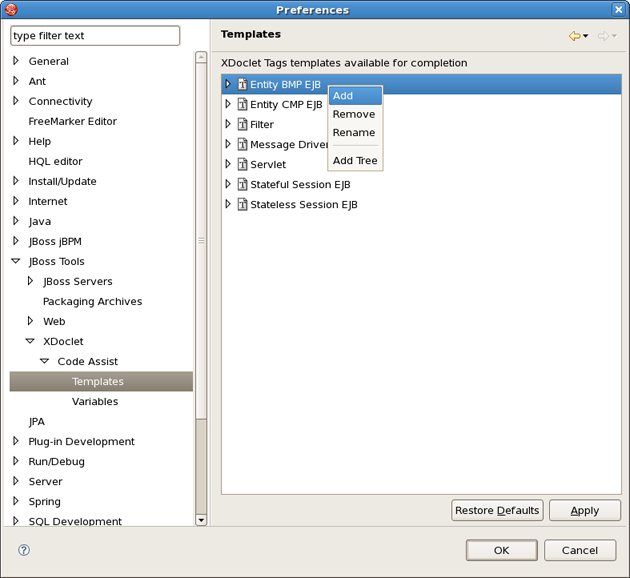 Preferences
type filter text
General
Ant
Connectivity
FreeMarker Editor
Help
HQL editor
Install/Update
Internet
Java
JBoss jBPM
JBoss Tools
JBoss Servers
Packaging Archives
Web
XDoclet
Code Assist
Templates
Variables
JPA
Plug-in Development
Run/Debug
Server
Spring
SQL Development
Templates
XDoclet Tags templates available for completion
Entity BMP EJB
Entity CMP EJB
Filter
Message Driven
Servlet
Stateful Session EJB
Stateless Session EJB
Add
Remove
Rename
Add Tree
Restore Defaults
Apply
OK
Cancel